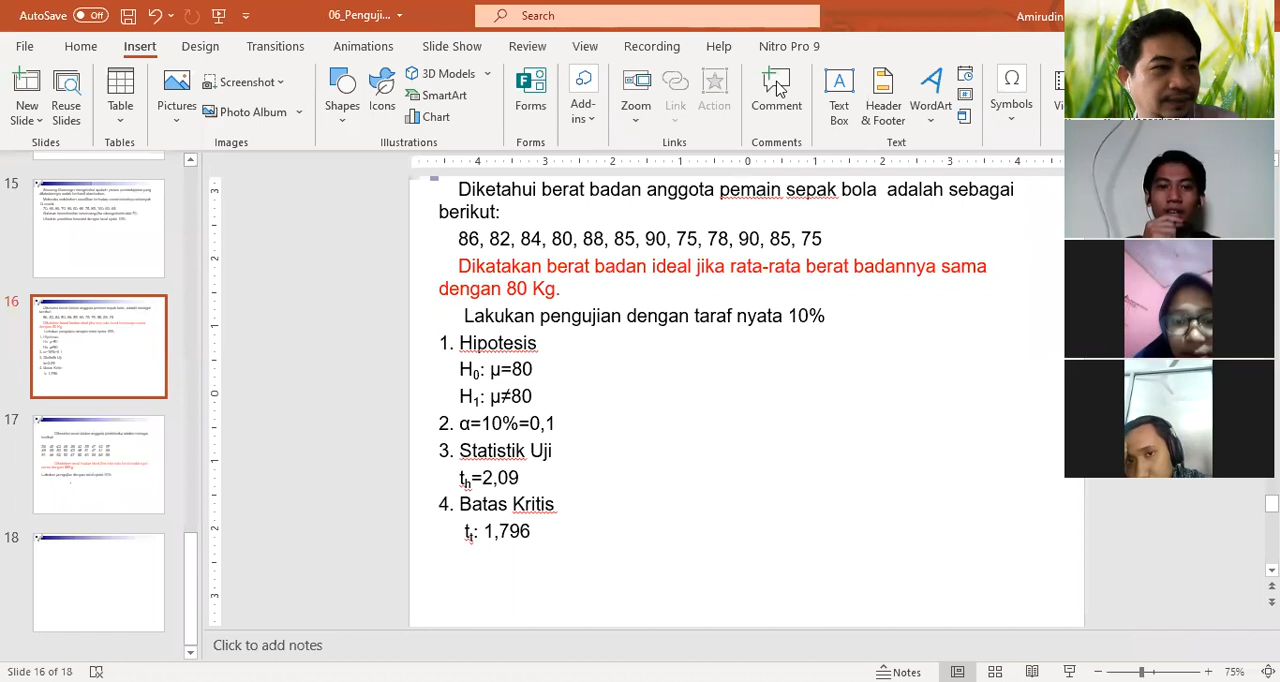 AutoSave Off 06_Penguji... Search Amirudin
File Home Insert Design Transitions Animations Slide Show Review View Recording Help Nitro Pro 9
New Slide Reuse Slides Table Pictures Screenshot Photo Album Shapes Icons 3D Models SmartArt Chart Forms Add-ins Zoom Link Action Comment Text Box Header & Footer WordArt Symbols
Slides Tables Images Illustrations Forms Links Comments Text
15
16
17
18
Diketahui berat badan anggota pemain sepak bola adalah sebagai
berikut:
86, 82, 84, 80, 88, 85, 90, 75, 78, 90, 85, 75
Dikatakan berat badan ideal jika rata-rata berat badannya sama
dengan 80 Kg.
Lakukan pengujian dengan taraf nyata 10%
1. Hipotesis
H₀: μ=80
H₁: μ≠80
2. α=10%=0,1
3. Statistik Uji
tₕ=2,09
4. Batas Kritis
tₜ: 1,796
Click to add notes
Slide 16 of 18 Notes 75%